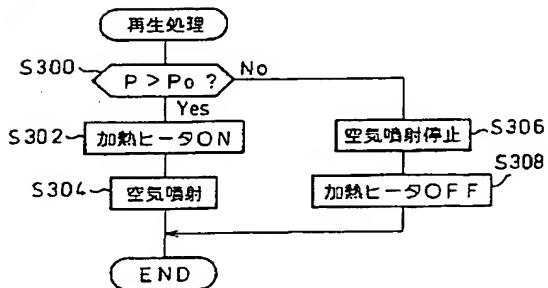 再生処理
S300
P>Po?
No
Yes
S302
加熱ヒータON
S304
空気噴射
空気噴射停止
S306
加熱ヒータOFF
S308
END